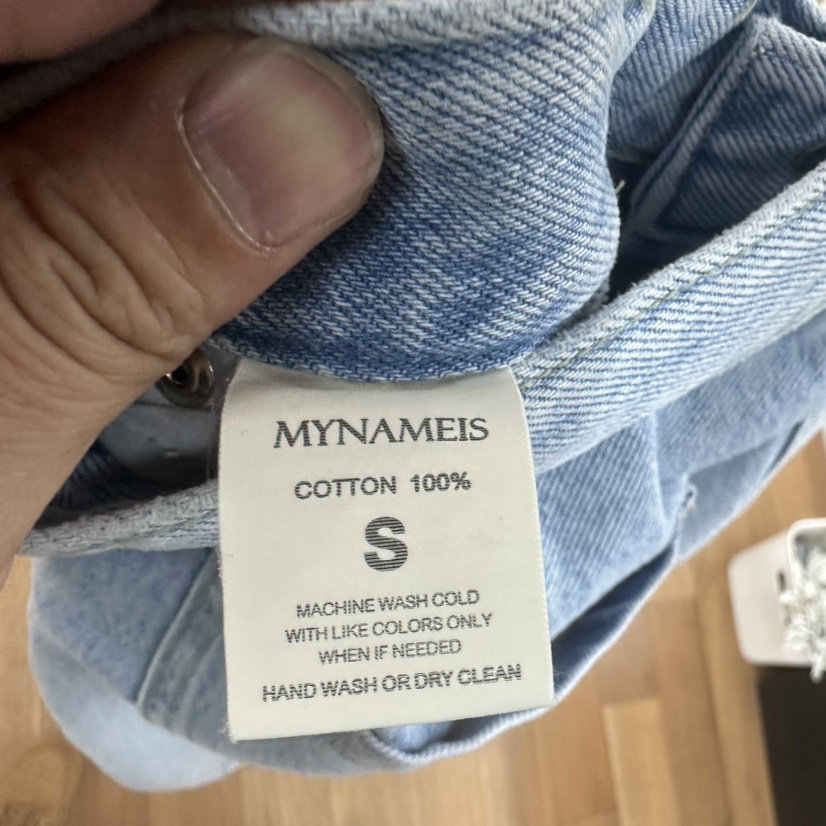 MYNAMEIS
COTTON 100%
S
MACHINE WASH COLD
WITH LIKE COLORS ONLY
WHEN IF NEEDED
HAND WASH OR DRY CLEAN